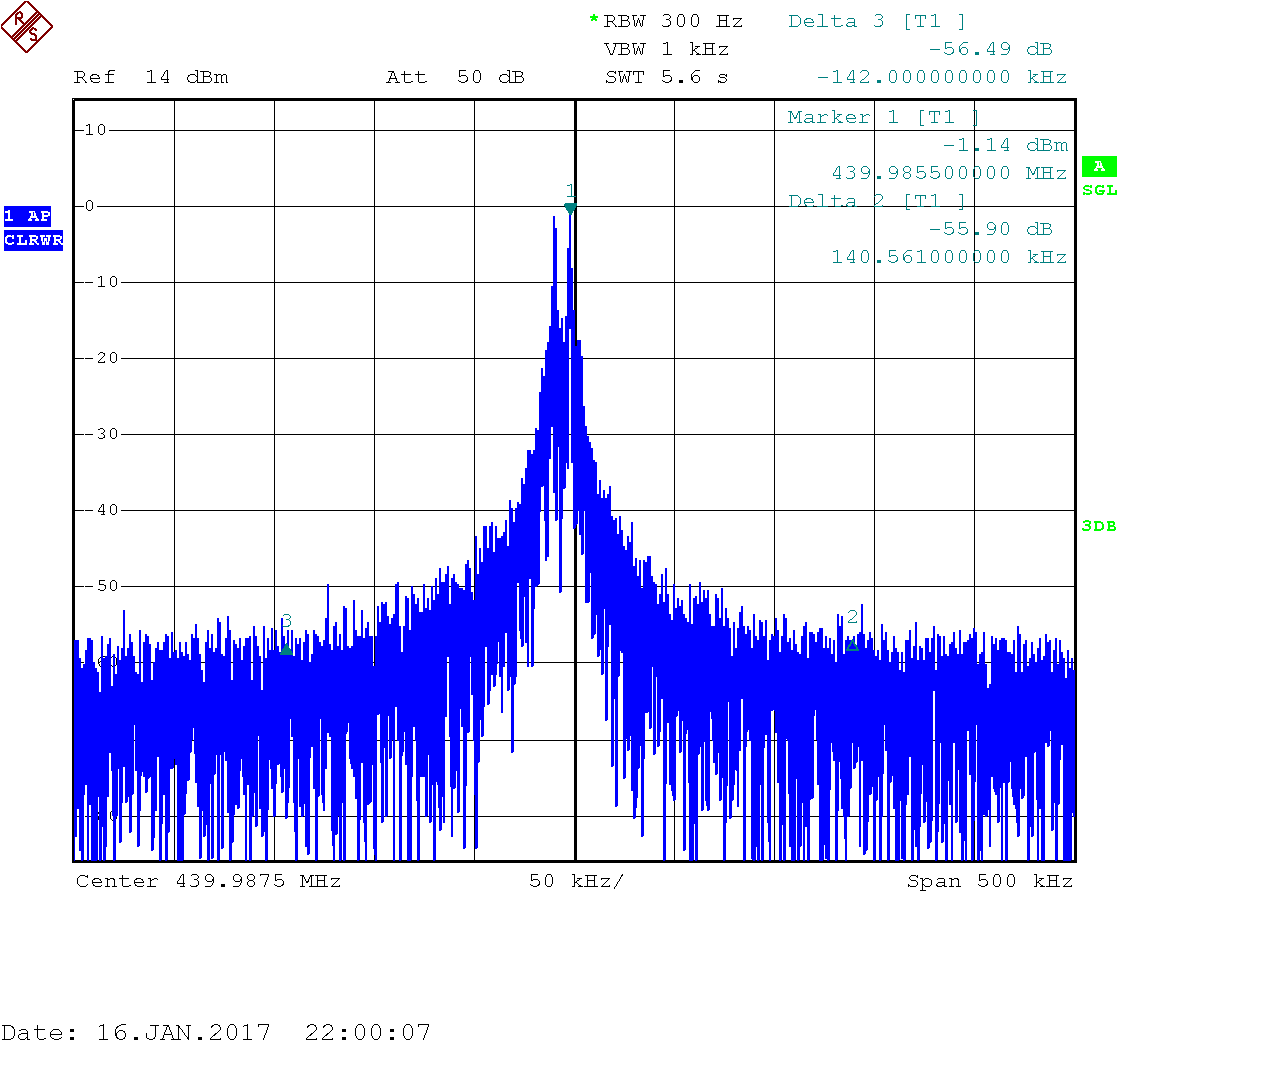 R
S
* RBW 300 Hz Delta 3 [T1 ]
VBW 1 kHz -56.49 dB
Ref 14 dBm Att 50 dB SWT 5.6 s -142.000000000 kHz
Marker 1 [T1 ]
10
-1.14 dBm
A
439.985500000 MHz
SGL
1
Delta 2 [T1 ]
0
1 AP
-55.90 dB
CLRWR
140.561000000 kHz
-10
-20
-30
-40
3DB
-50
3
2
Center 439.9875 MHz 50 kHz/ Span 500 kHz
Date: 16.JAN.2017 22:00:07